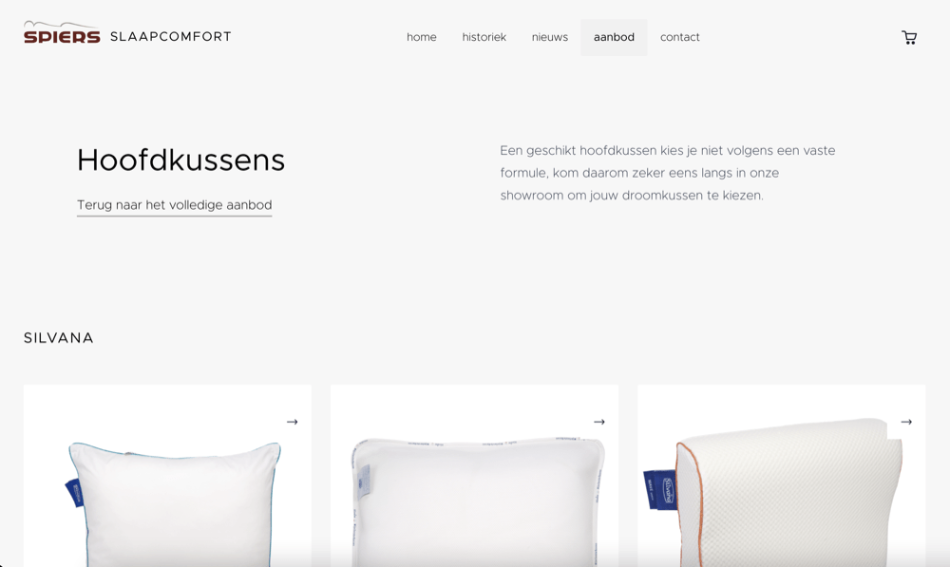 SPIERS SLAAPCOMFORT
home historiek nieuws aanbod contact
Hoofdkussens
Terug naar het volledige aanbod
Een geschikt hoofdkussen kies je niet volgens een vaste
formule, kom daarom zeker eens langs in onze
showroom om jouw droomkussen te kiezen.
SILVANA
Silvana